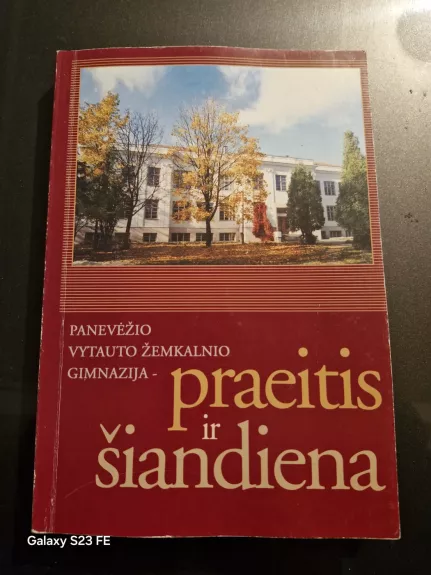 PANEVĖŽIO
VYTAUTO ŽEMKALNIO
GIMNAZIJA -
praeitis
ir
šiandiena
Galaxy S23 FE